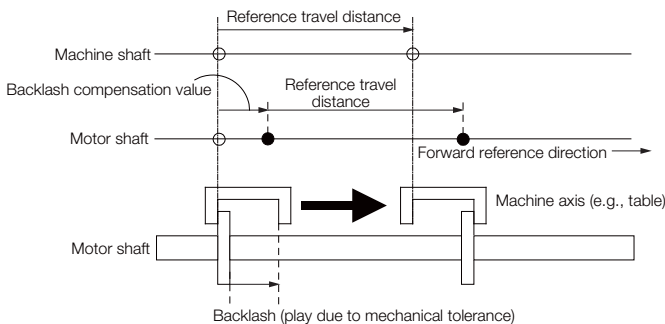 Reference travel distance
Machine shaft
Backlash compensation value
Reference travel
distance
Motor shaft
Forward reference direction
Machine axis (e.g., table)
Motor shaft
Backlash (play due to mechanical tolerance)